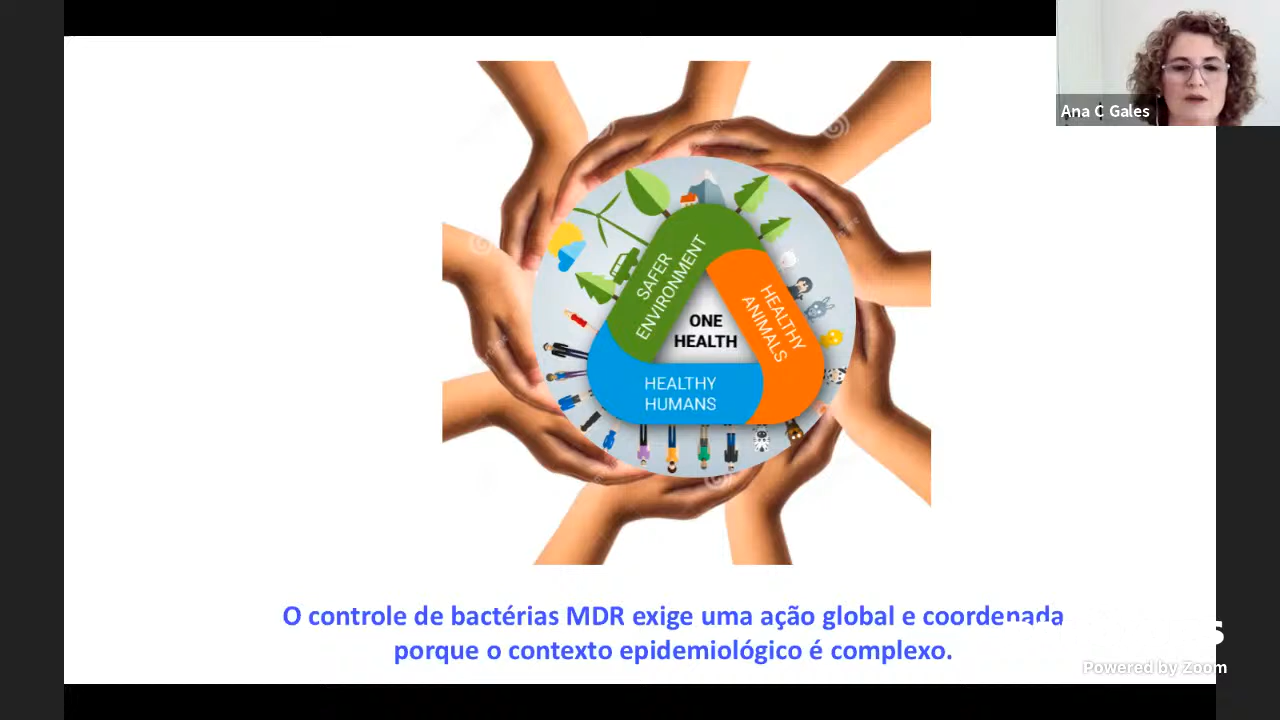 Ana C Gales
SAFER
ENVIRONMENT
HEALTHY
ANIMALS
ONE
HEALTH
HEALTHY
HUMANS
O controle de bactérias MDR exige uma ação global e coordenada
porque o contexto epidemiológico é complexo.
Powered by Zoom